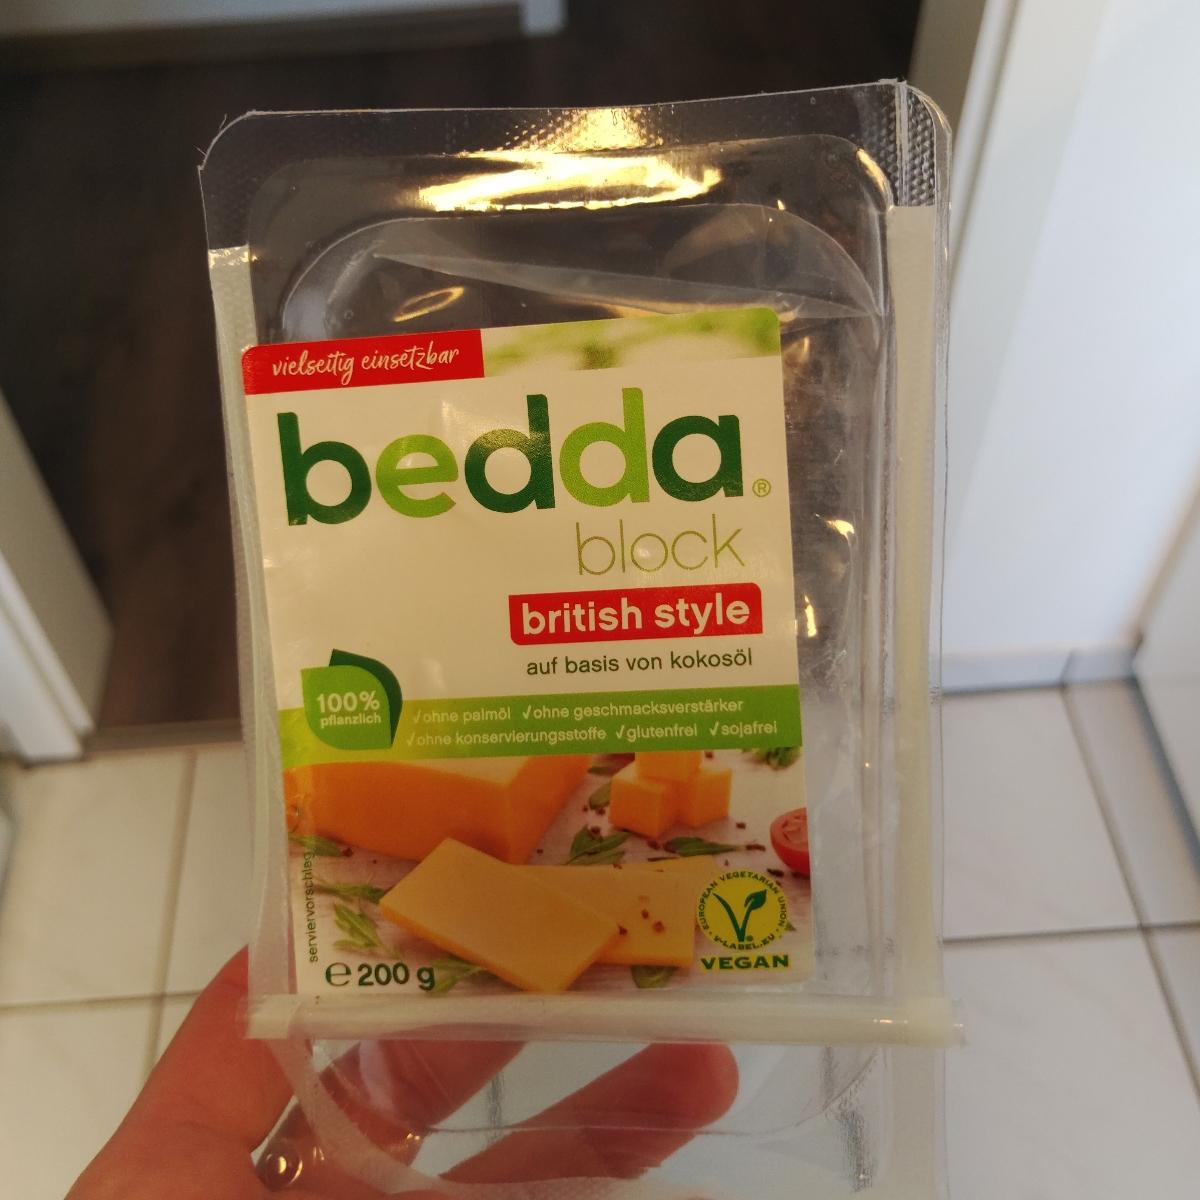 vielseitig einsetzbar
bedda®
block
british style
auf basis von kokosöl
100%
pflanzlich
✓ohne palmöl ✓ohne geschmacksverstärker
✓ohne konservierungsstoffe ✓glutenfrei ✓sojafrei
serviervorschlag
℮ 200 g
EUROPEAN VEGETARIAN UNION
V-LABEL.EU
VEGAN